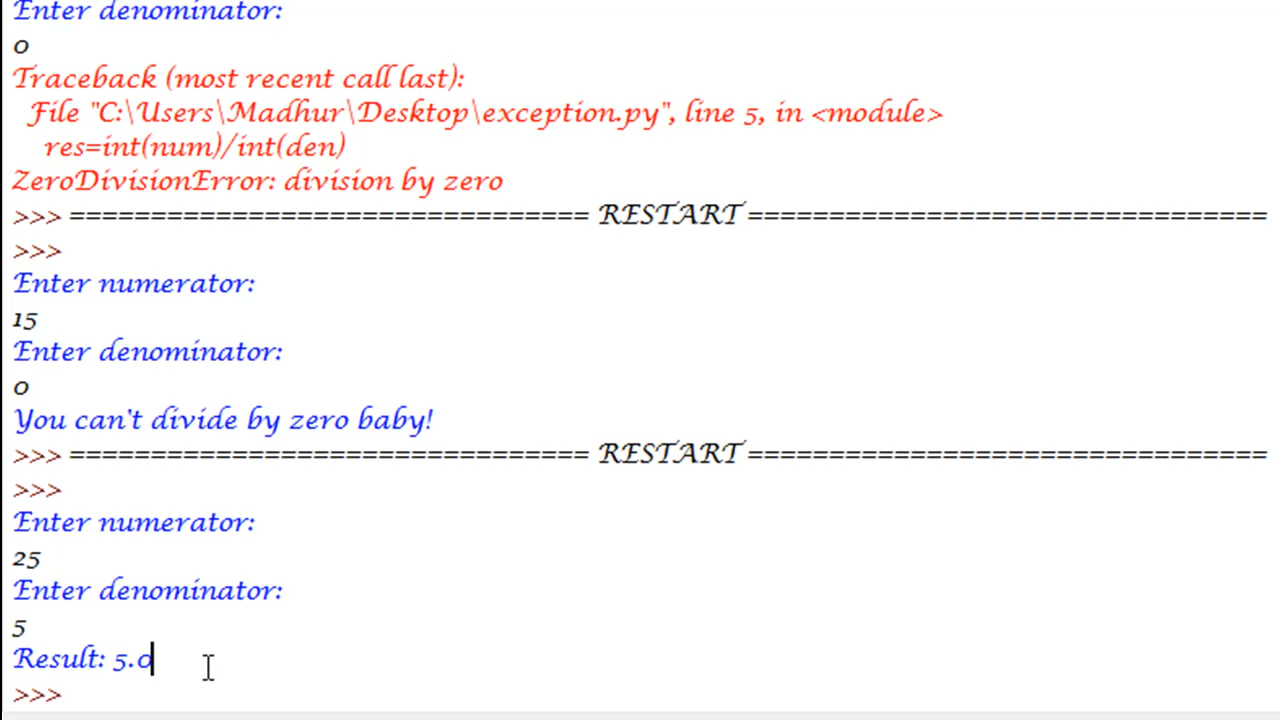 Enter denominator:
0
Traceback (most recent call last):
  File "C:\Users\Madhur\Desktop\exception.py", line 5, in <module>
    res=int(num)/int(den)
ZeroDivisionError: division by zero
>>> ================================ RESTART ================================
>>>
Enter numerator:
15
Enter denominator:
0
You can't divide by zero baby!
>>> ================================ RESTART ================================
>>>
Enter numerator:
25
Enter denominator:
5
Result: 5.0
>>>